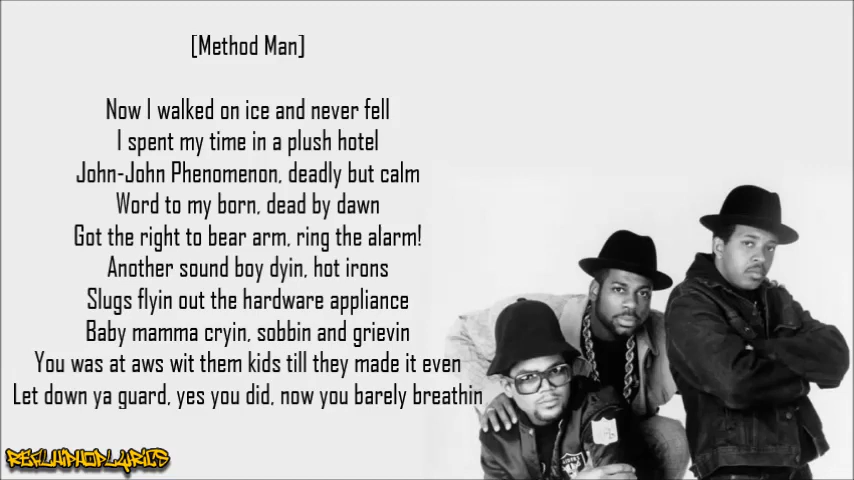 [Method Man]
Now I walked on ice and never fell
I spent my time in a plush hotel
John-John Phenomenon, deadly but calm
Word to my born, dead by dawn
Got the right to bear arm, ring the alarm!
Another sound boy dyin, hot irons
Slugs flyin out the hardware appliance
Baby mamma cryin, sobbin and grievin
You was at aws wit them kids till they made it even
Let down ya guard, yes you did, now you barely breathin
RAIDERS
REFLHIPHOPLYRICS